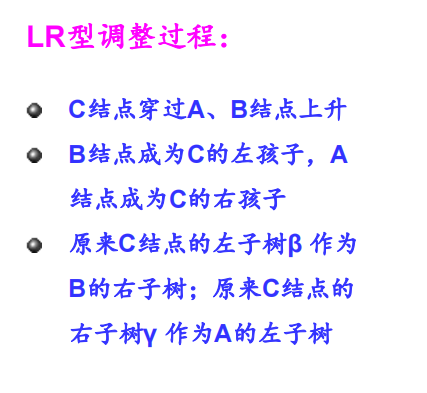 LR型调整过程：
C结点穿过A、B结点上升
B结点成为C的左孩子，A
结点成为C的右孩子
原来C结点的左子树β 作为
B的右子树；原来C结点的
右子树γ 作为A的左子树